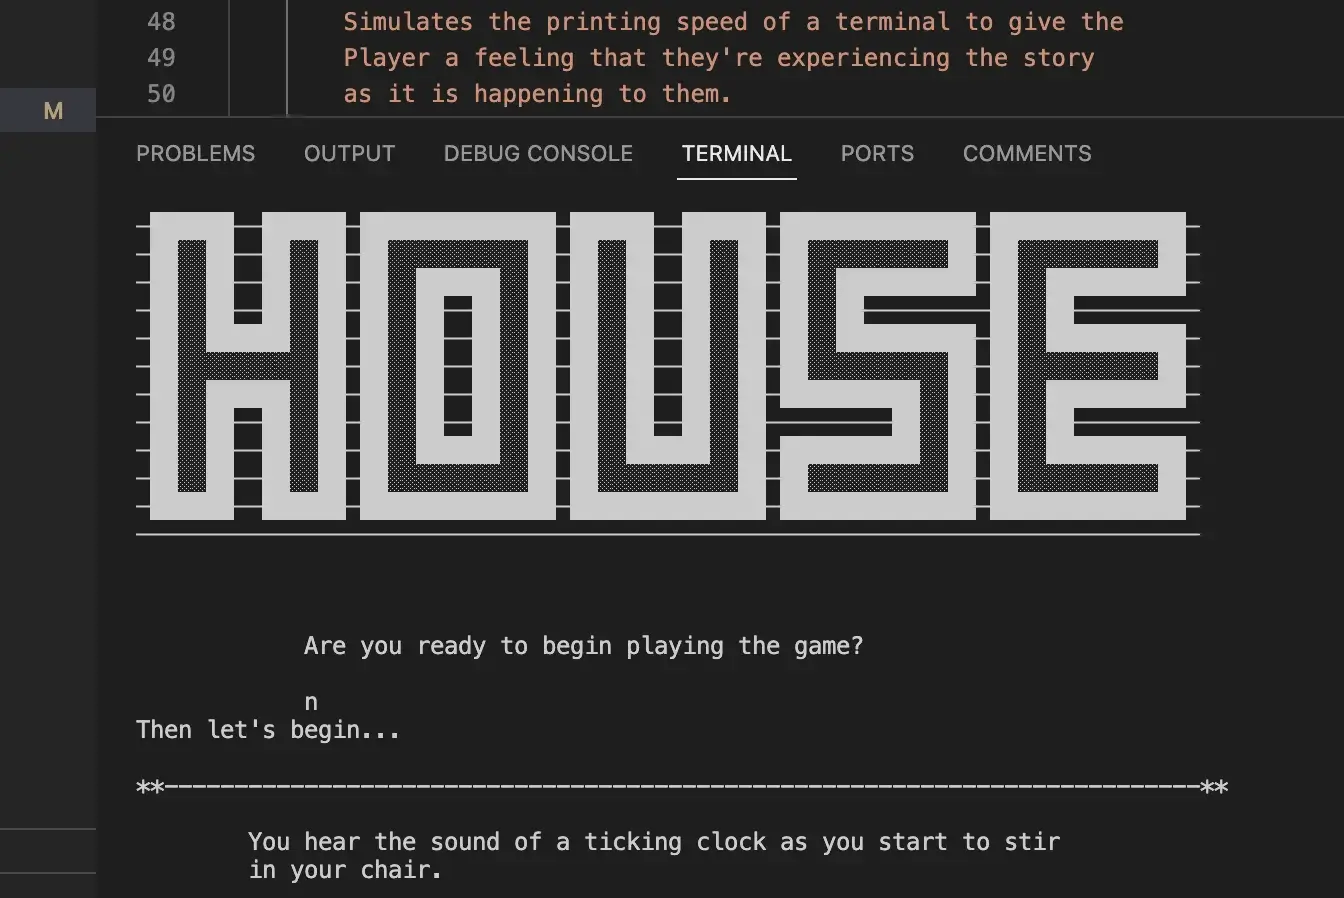 48 Simulates the printing speed of a terminal to give the
49 Player a feeling that they're experiencing the story
50 as it is happening to them.
M
PROBLEMS OUTPUT DEBUG CONSOLE TERMINAL PORTS COMMENTS
HOUSE
Are you ready to begin playing the game?
n
Then let's begin...
**--------------------------------------------------------------------------**
You hear the sound of a ticking clock as you start to stir
in your chair.